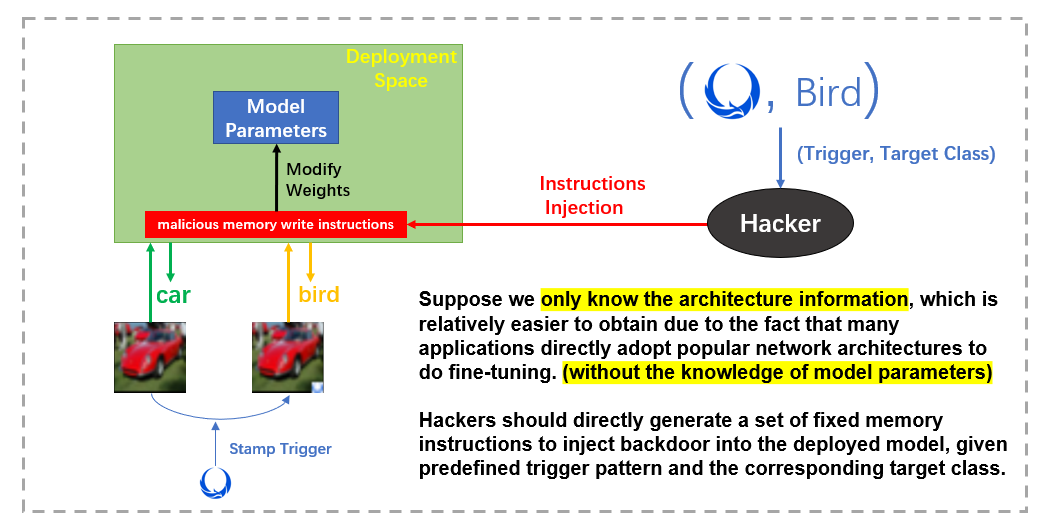 Deployment
Space
Model
Parameters
Modify
Weights
malicious memory write instructions
car
bird
Stamp Trigger
( , Bird)
(Trigger, Target Class)
Instructions
Injection
Hacker
Suppose we only know the architecture information, which is
relatively easier to obtain due to the fact that many
applications directly adopt popular network architectures to
do fine-tuning. (without the knowledge of model parameters)
Hackers should directly generate a set of fixed memory
instructions to inject backdoor into the deployed model, given
predefined trigger pattern and the corresponding target class.